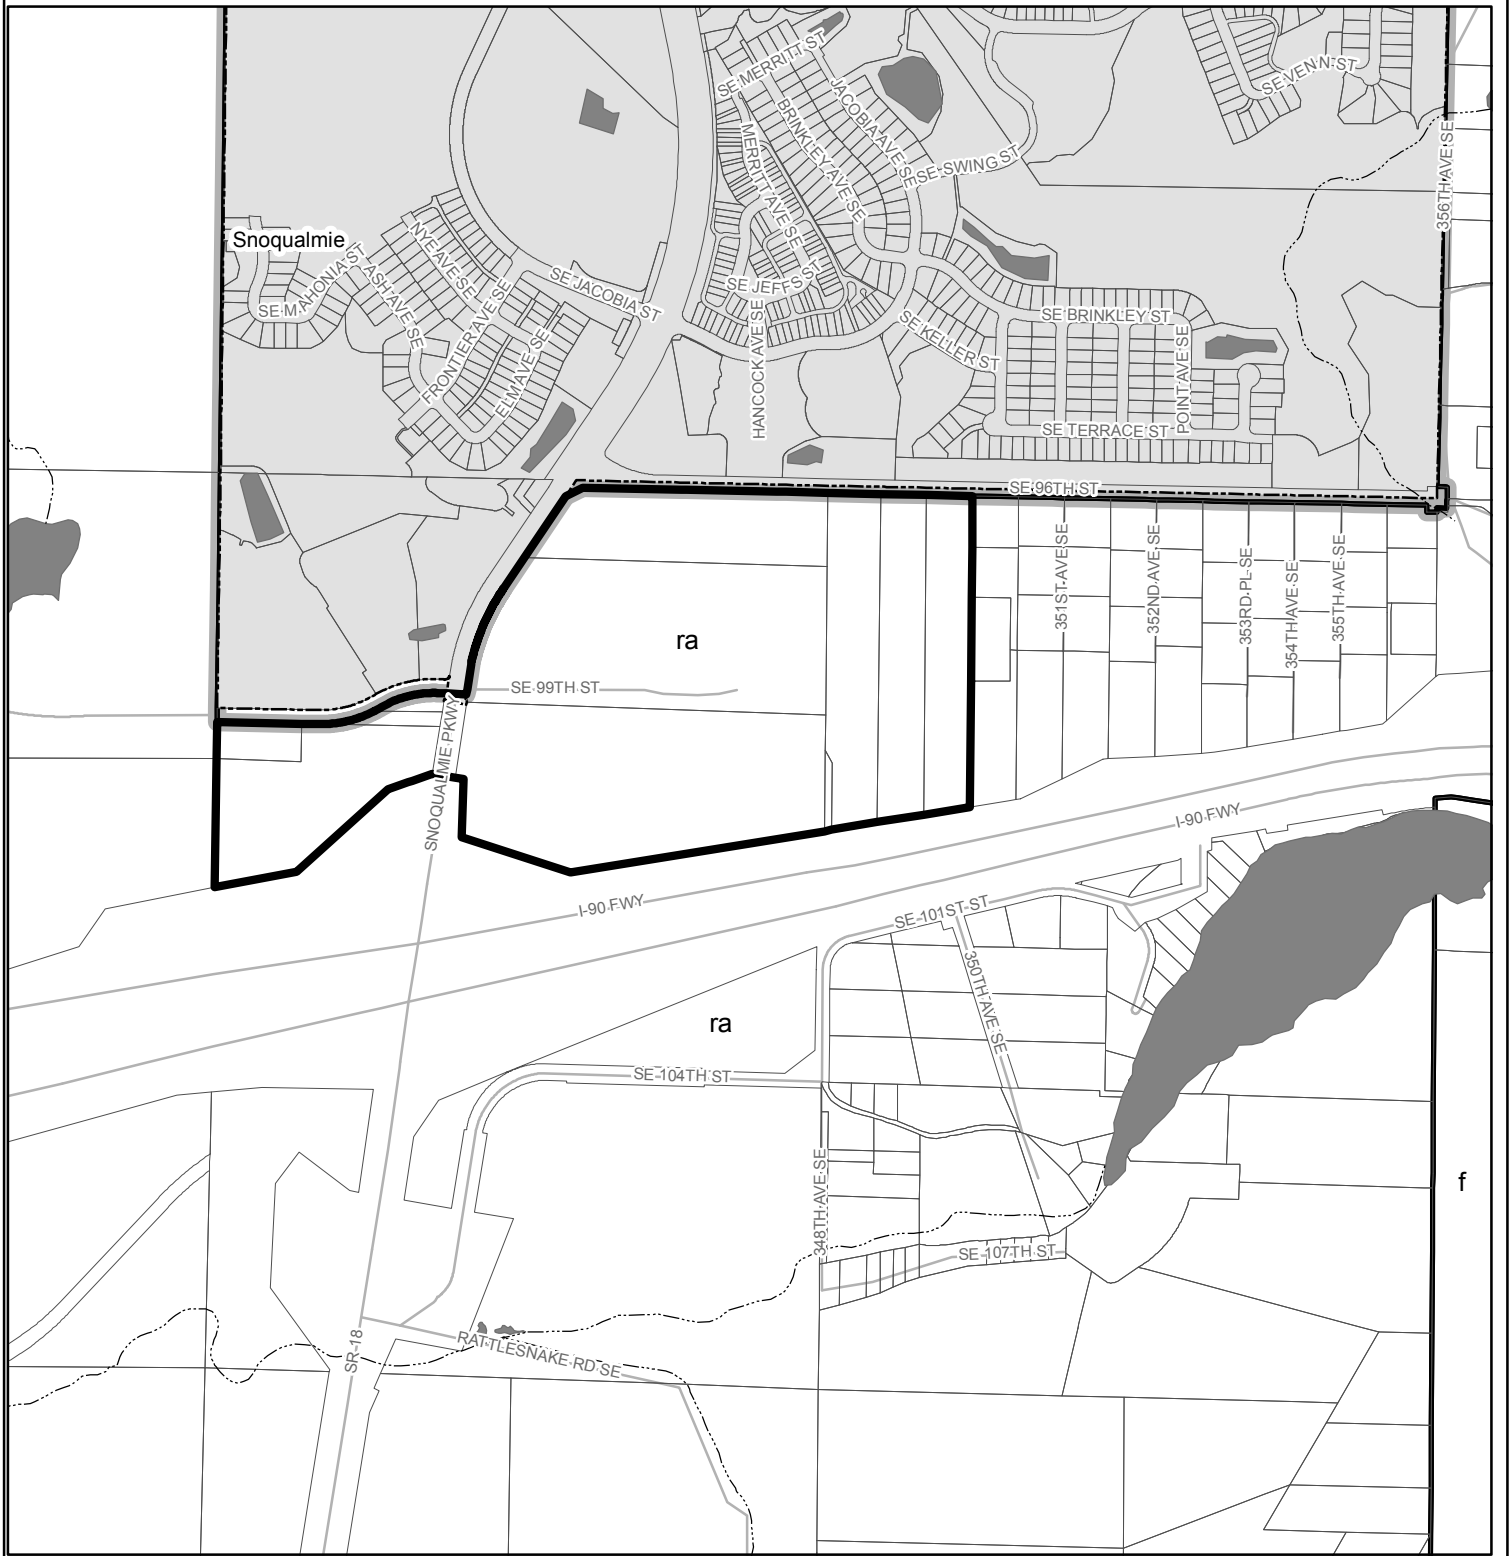 SE MERRITT ST
SE VENN ST
JACOBIA AVE SE
BRINKLEY AVE SE
MERRITT AVE SE
SE SWING ST
356TH AVE SE
Snoqualmie
NYE AVE SE
SE MAHONIA ST
ASH AVE SE
SE JACOBIA ST
SE JEFFS ST
FRONTIER AVE SE
ELM AVE SE
HANCOCK AVE SE
SE KELLER ST
SE BRINKLEY ST
POINT AVE SE
SE TERRACE ST
SE 96TH ST
351ST AVE SE
352ND AVE SE
353RD PL SE
354TH AVE SE
355TH AVE SE
ra
SE 99TH ST
SNOQUALMIE PKWY
I-90 FWY
I-90 FWY
SE 101ST ST
350TH AVE SE
ra
SE 104TH ST
348TH AVE SE
f
SE 107TH ST
SR-18
RATTLESNAKE RD SE